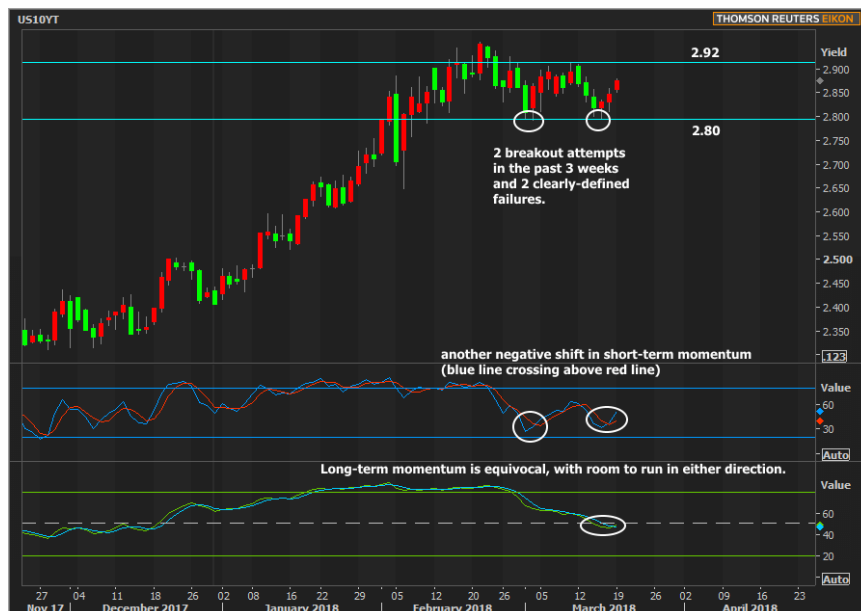 US10YT
THOMSON REUTERS EIKON
2.92
Yield
2.900
2.850
2.800
2.80
2.750
2 breakout attempts
in the past 3 weeks
and 2 clearly-defined
failures.
2.700
2.650
2.600
2.550
2.500
2.450
2.400
2.350
.123
another negative shift in short-term momentum
(blue line crossing above red line)
Value
60
30
Auto
Long-term momentum is equivocal, with room to run in either direction.
Value
60
40
20
Auto
27 04 11 18 26 02 08 16 22 29 05 12 20 26 05 12 19 26 02 09 16 23
Nov 17 December 2017 January 2018 February 2018 March 2018 April 2018